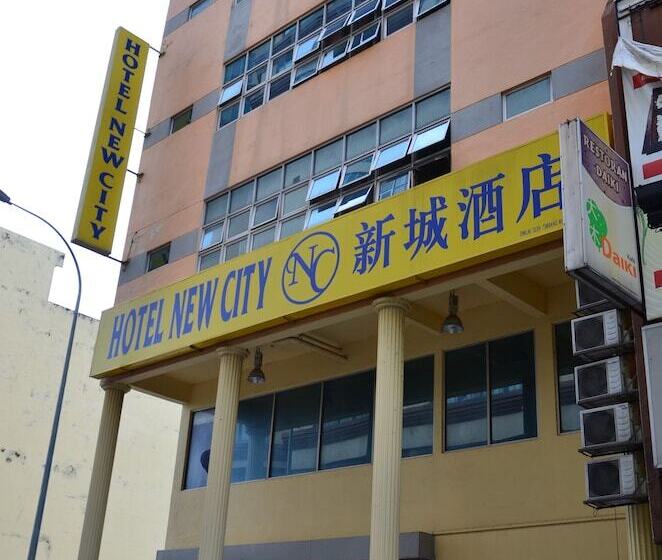 HOTEL NEW CITY
HOTEL NEW CITY NC 新城酒店
RESTORAN
DAIKI
Daiki